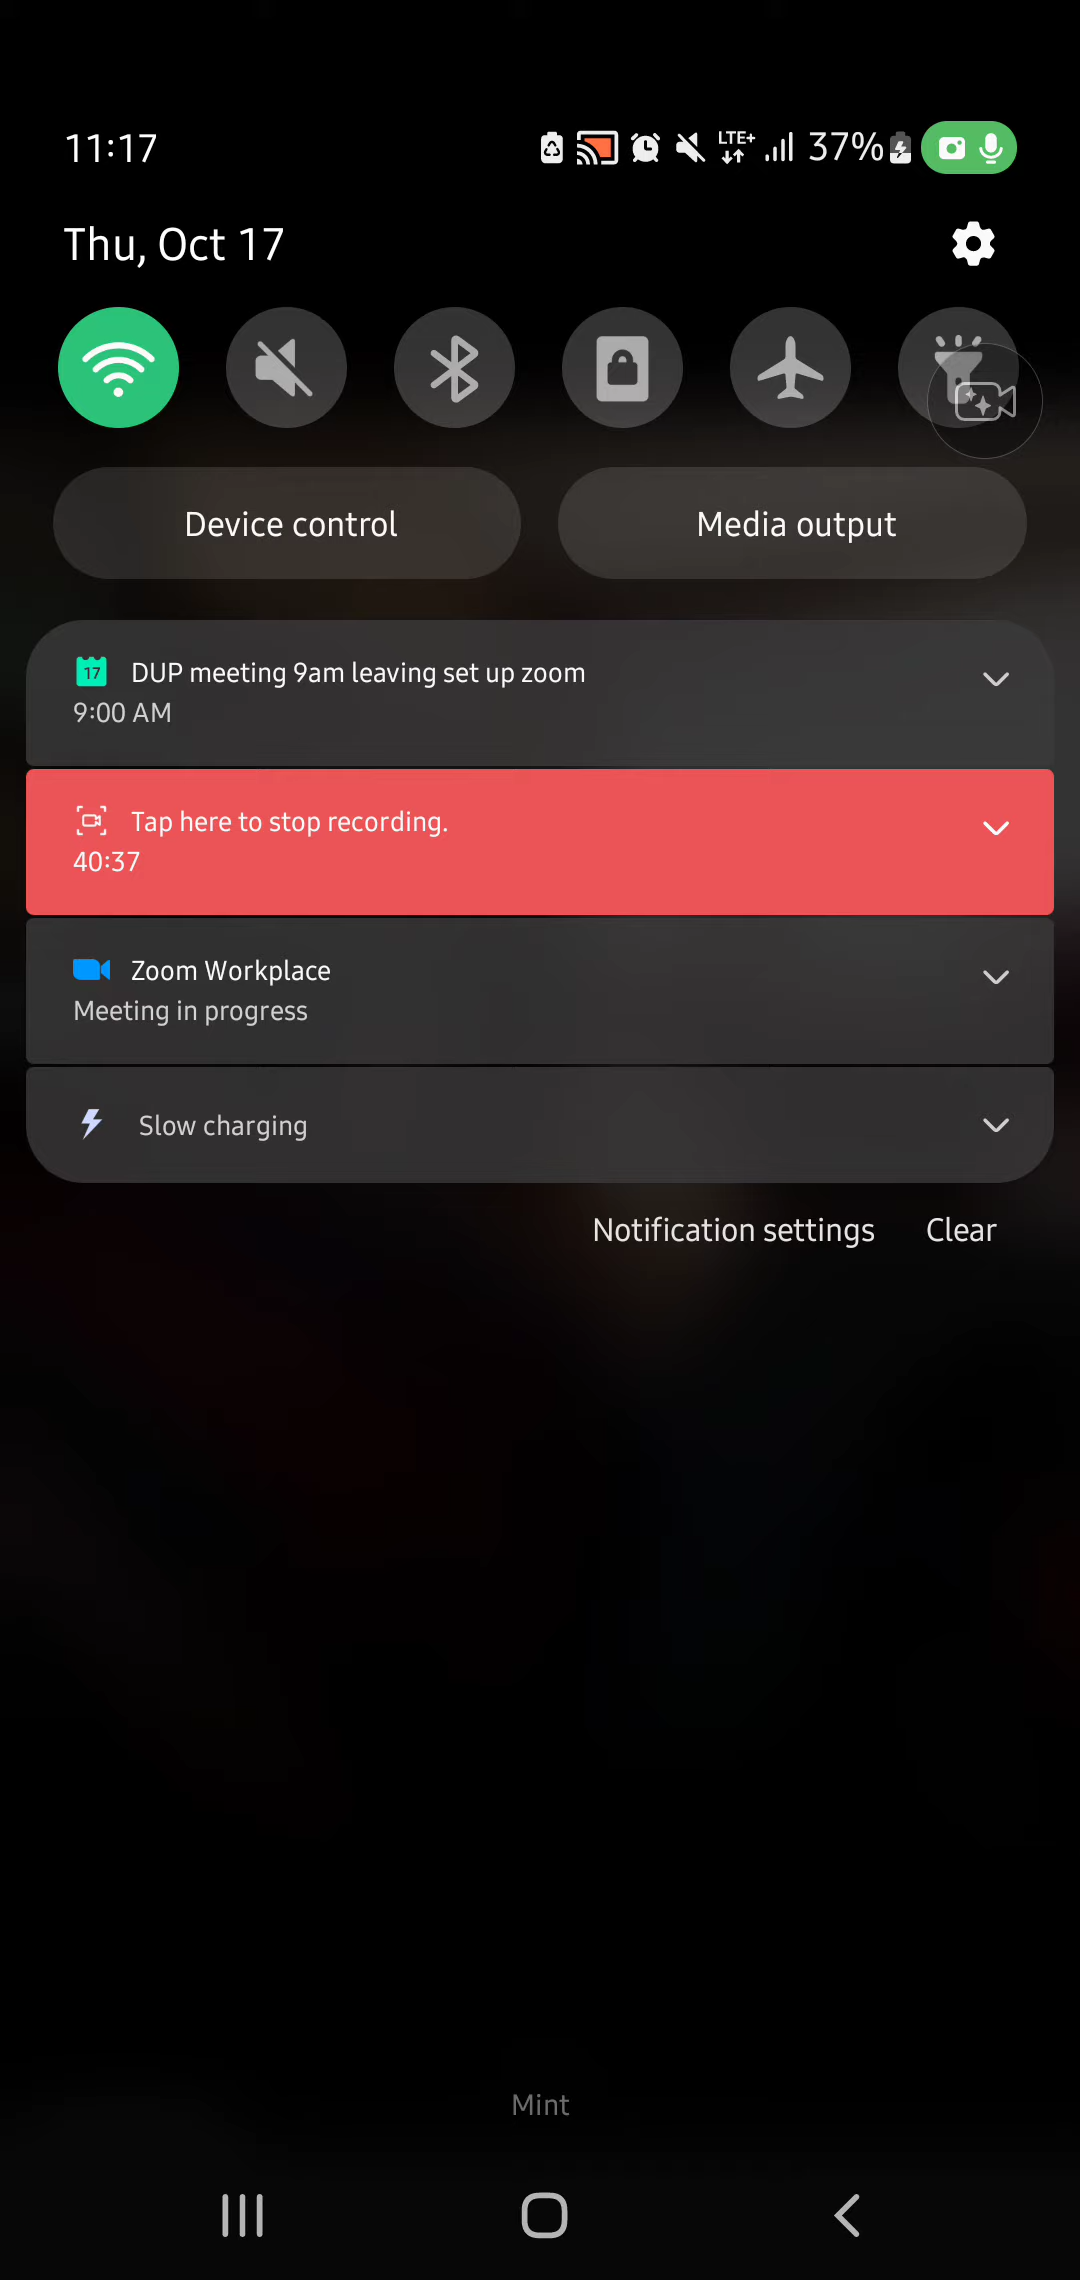 11:17 LTE+ 37%
Thu, Oct 17
Device control Media output
17 DUP meeting 9am leaving set up zoom
9:00 AM
Tap here to stop recording.
40:37
Zoom Workplace
Meeting in progress
Slow charging
Notification settings Clear
Mint